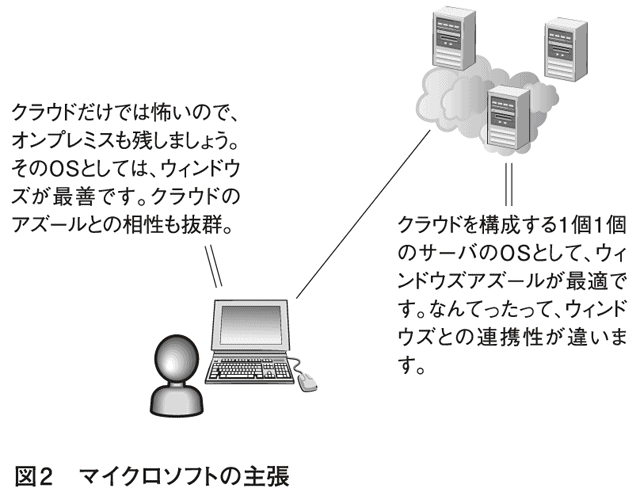 クラウドだけでは怖いので、
オンプレミスも残しましょう。
そのOSとしては、ウィンドウ
ズが最善です。クラウドの
アズールとの相性も抜群。
クラウドを構成する1個1個
のサーバのOSとして、ウィ
ンドウズアズールが最適で
す。なんてったって、ウィンド
ウズとの連携性が違いま
す。
図2　マイクロソフトの主張